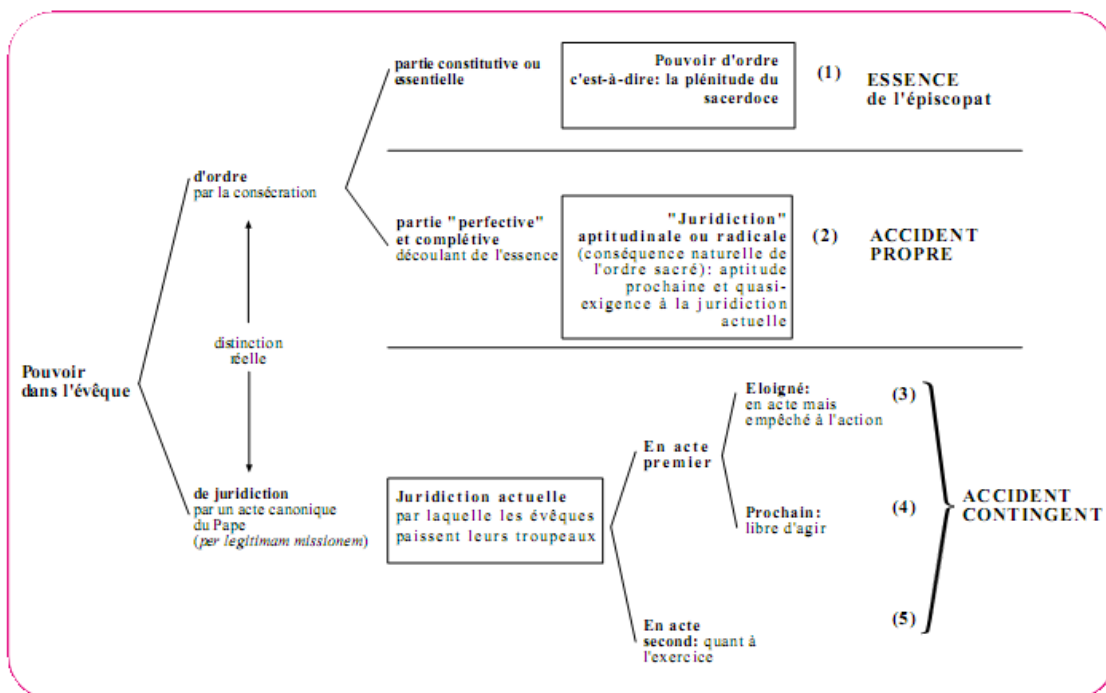 partie constitutive ou
essentielle
Pouvoir d'ordre
c'est-à-dire: la plénitude du
sacerdoce
(1)
ESSENCE
de l'épiscopat
d'ordre
par la consécration
partie "perfective"
et complétive
découlant de l'essence
"Juridiction"
aptitudinale ou radicale
(conséquence naturelle de
l'ordre sacré): aptitude
prochaine et quasi-
exigence à la juridiction
actuelle
(2)
ACCIDENT
PROPRE
distinction
réelle
Pouvoir
dans l'évêque
de juridiction
par un acte canonique
du Pape
(per legitimam missionem)
Juridiction actuelle
par laquelle les évêques
paissent leurs troupeaux
En acte
premier
Eloigné:
en acte mais
empêché à l'action
(3)
Prochain:
libre d'agir
(4)
En acte
second: quant à
l'exercice
(5)
ACCIDENT
CONTINGENT